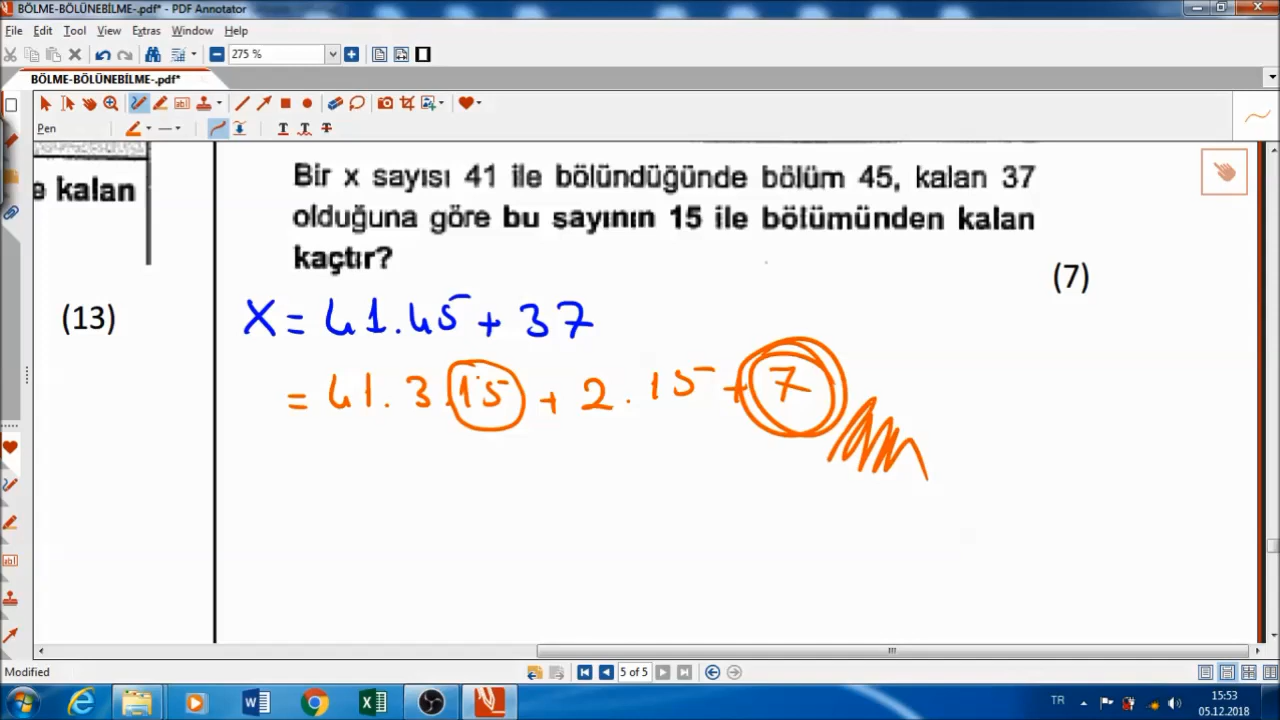 BÖLME-BÖLÜNEBİLME-.pdf* - PDF Annotator
File Edit Tool View Extras Window Help
275 %
BÖLME-BÖLÜNEBİLME-.pdf*
Pen
e kalan
(13)
Bir x sayısı 41 ile bölündüğünde bölüm 45, kalan 37
olduğuna göre bu sayının 15 ile bölümünden kalan
kaçtır?
(7)
X = 41.45 + 37
= 41.3.15 + 2.15 + 7
Modified
5 of 5
TR
15:53
05.12.2018